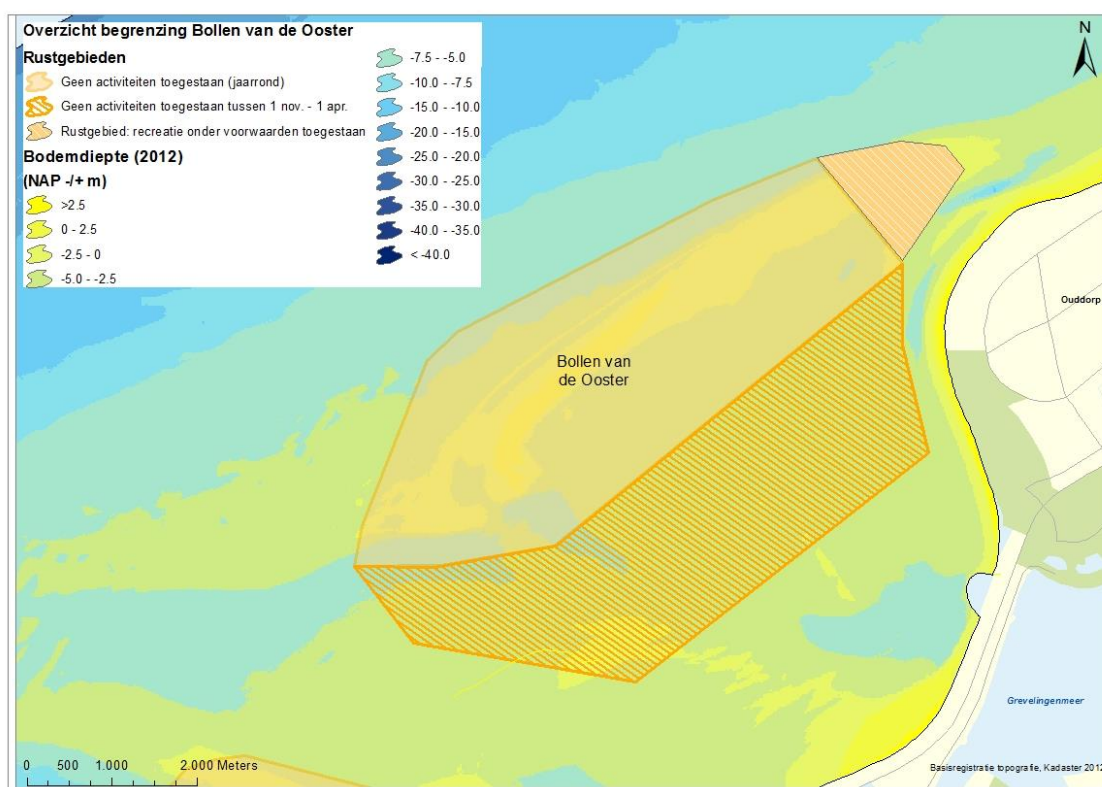 Overzicht begrenzing Bollen van de Ooster
Rustgebieden
Geen activiteiten toegestaan (jaarrond)
Geen activiteiten toegestaan tussen 1 nov. - 1 apr.
Rustgebied: recreatie onder voorwaarden toegestaan
Bodemdiepte (2012)
(NAP -/+ m)
>2.5
0 - 2.5
-2.5 - 0
-5.0 - -2.5
-7.5 - -5.0
-10.0 - -7.5
-15.0 - -10.0
-20.0 - -15.0
-25.0 - -20.0
-30.0 - -25.0
-35.0 - -30.0
-40.0 - -35.0
< -40.0
N
Ouddorp
Bollen van
de Ooster
Grevelingenmeer
0 500 1.000 2.000 Meters
Basisregistratie topografie, Kadaster 2012